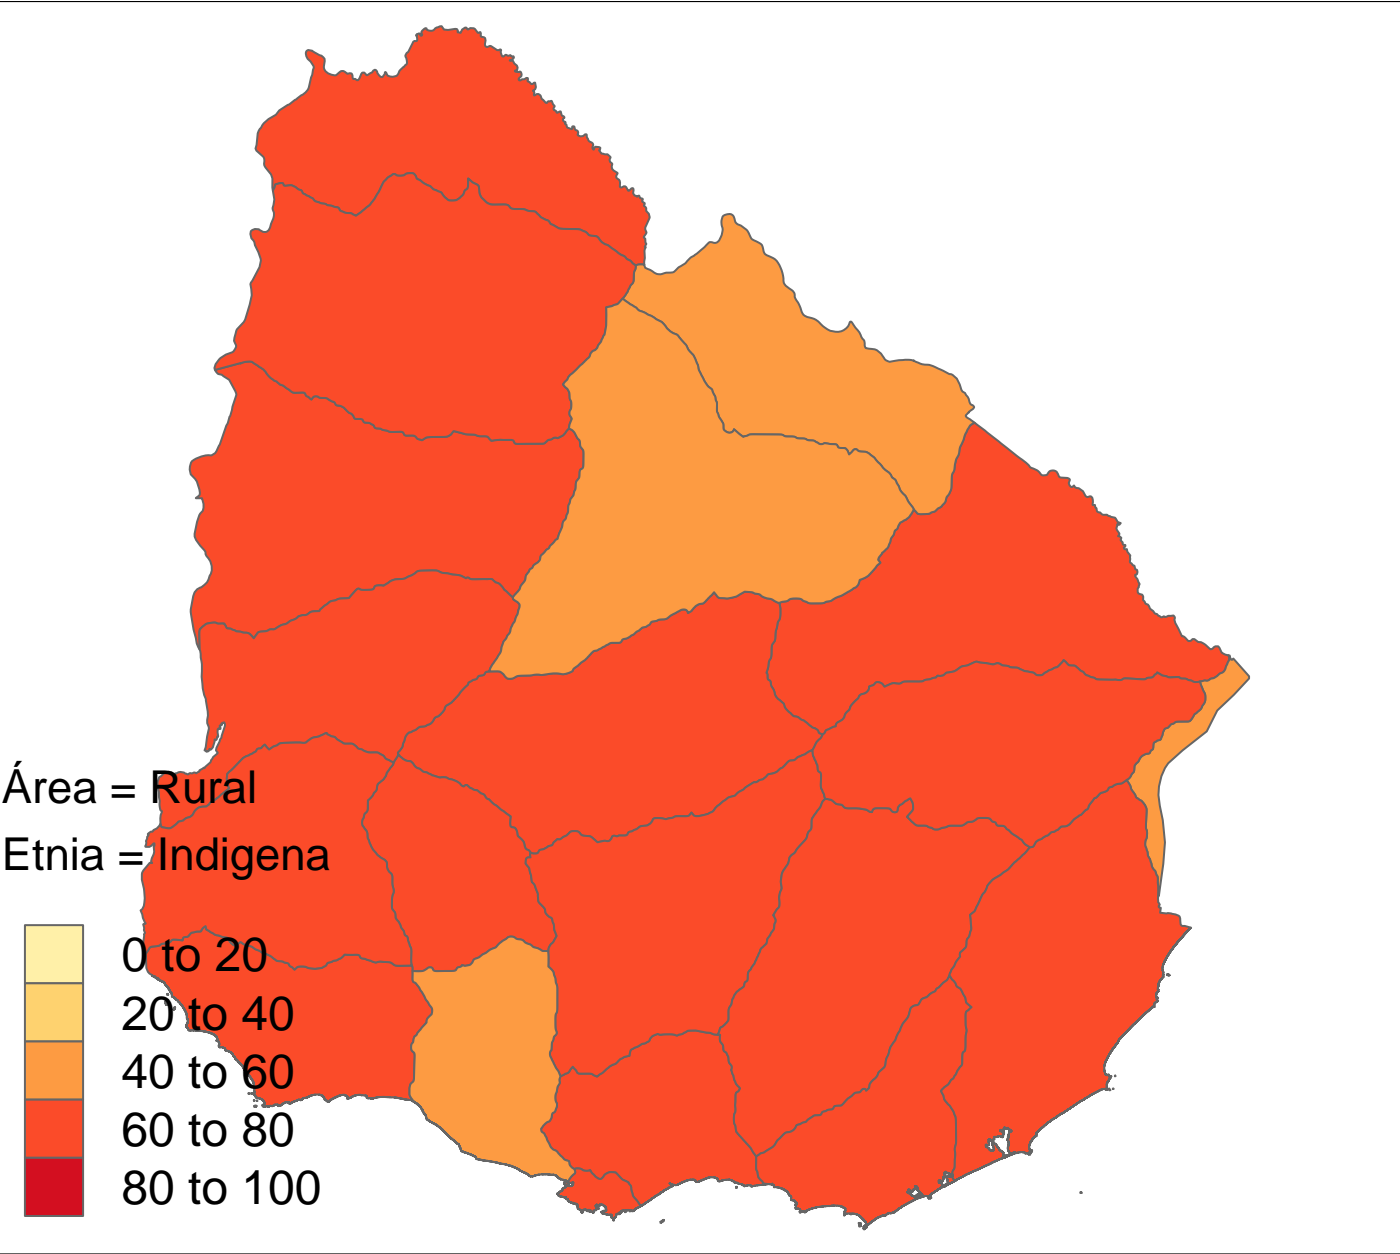 Área = Rural
Etnia = Indigena
0 to 20
20 to 40
40 to 60
60 to 80
80 to 100